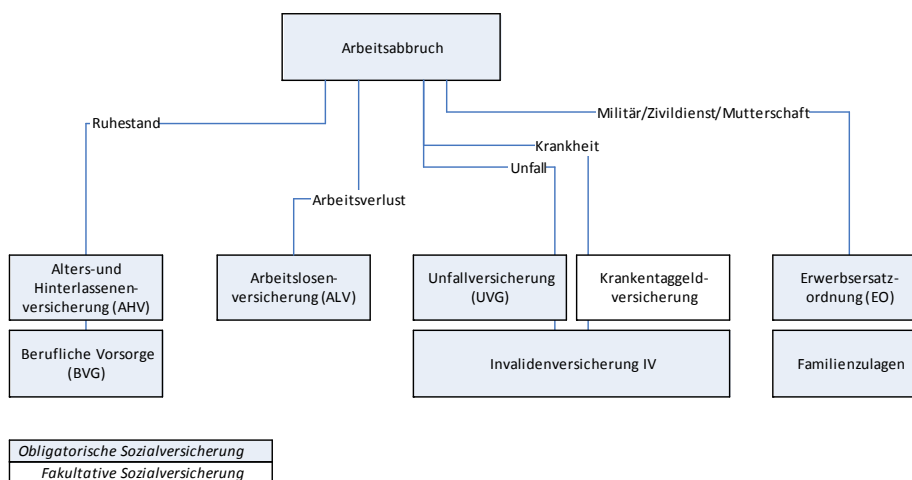 Arbeitsabbruch
Militär/Zivildienst/Mutterschaft
Ruhestand
Krankheit
Unfall
Arbeitsverlust
Alters-und
Hinterlassenen-
versicherung (AHV)
Arbeitslosen-
versicherung (ALV)
Unfallversicherung
(UVG)
Krankentaggeld-
versicherung
Erwerbsersatz-
ordnung (EO)
Berufliche Vorsorge
(BVG)
Invalidenversicherung IV
Familienzulagen
Obligatorische Sozialversicherung
Fakultative Sozialversicherung